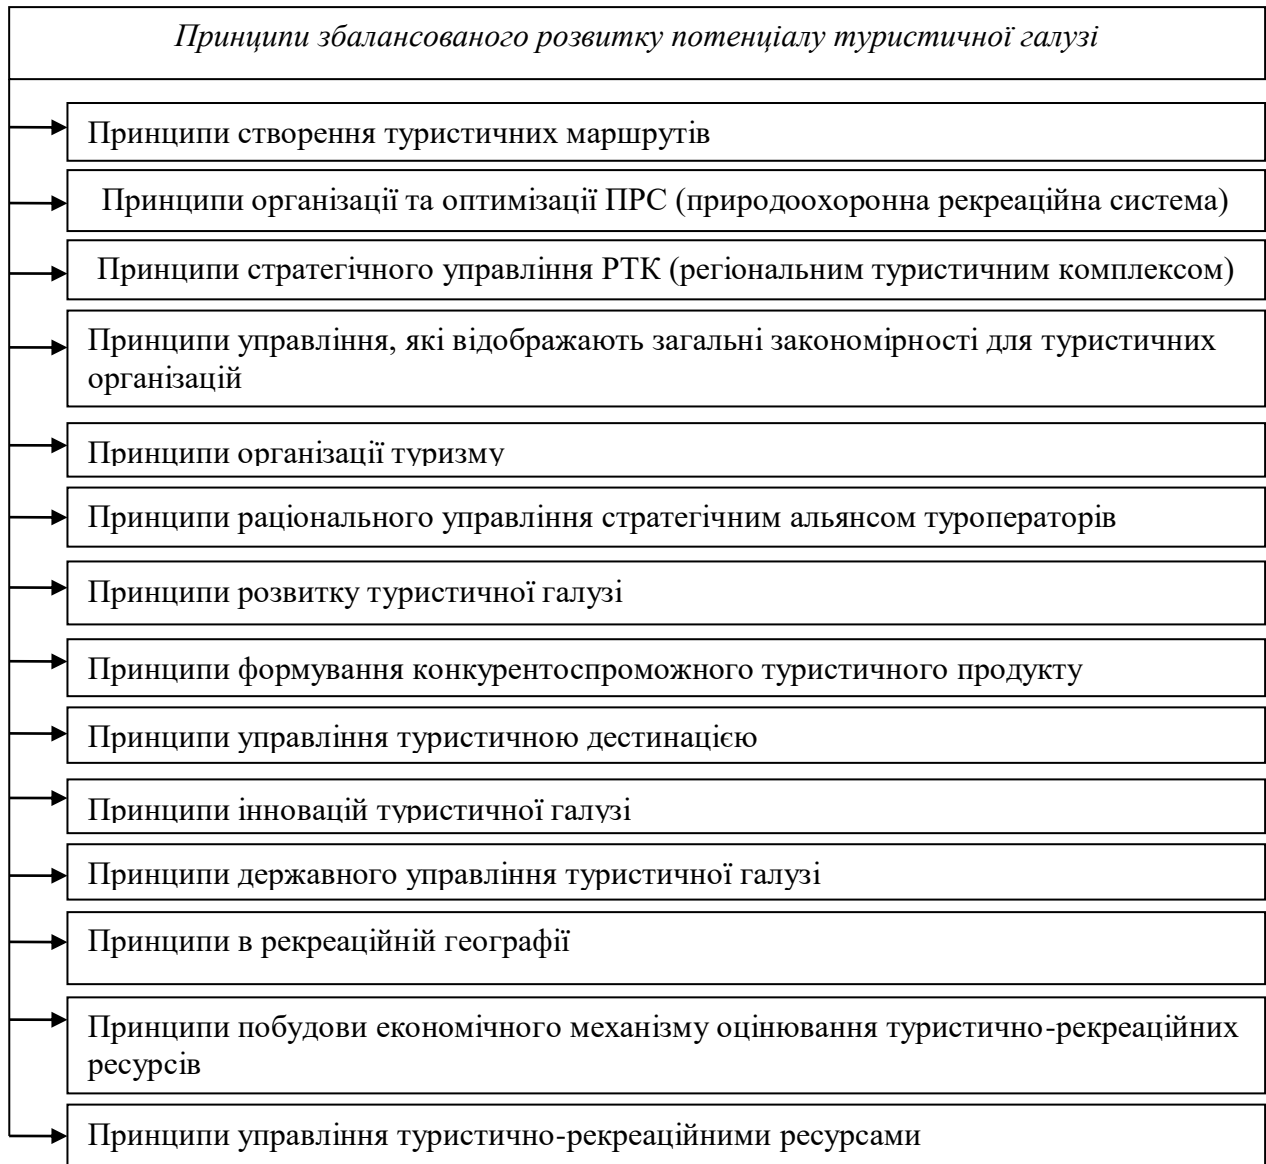 Принципи збалансованого розвитку потенціалу туристичної галузі
Принципи створення туристичних маршрутів
Принципи організації та оптимізації ПРС (природоохоронна рекреаційна система)
Принципи стратегічного управління РТК (регіональним туристичним комплексом)
Принципи управління, які відображають загальні закономірності для туристичних
організацій
Принципи організації туризму
Принципи раціонального управління стратегічним альянсом туроператорів
Принципи розвитку туристичної галузі
Принципи формування конкурентоспроможного туристичного продукту
Принципи управління туристичною дестинацією
Принципи інновацій туристичної галузі
Принципи державного управління туристичної галузі
Принципи в рекреаційній географії
Принципи побудови економічного механізму оцінювання туристично-рекреаційних
ресурсів
Принципи управління туристично-рекреаційними ресурсами